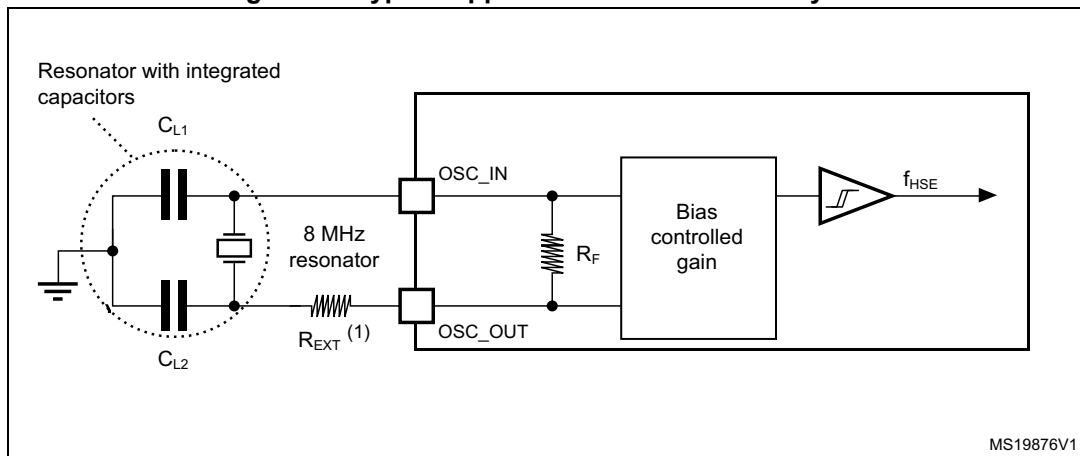 Resonator with integrated
capacitors
CL1
OSC_IN
fHSE
8 MHz
resonator
RF
Bias
controlled
gain
OSC_OUT
REXT (1)
CL2
MS19876V1